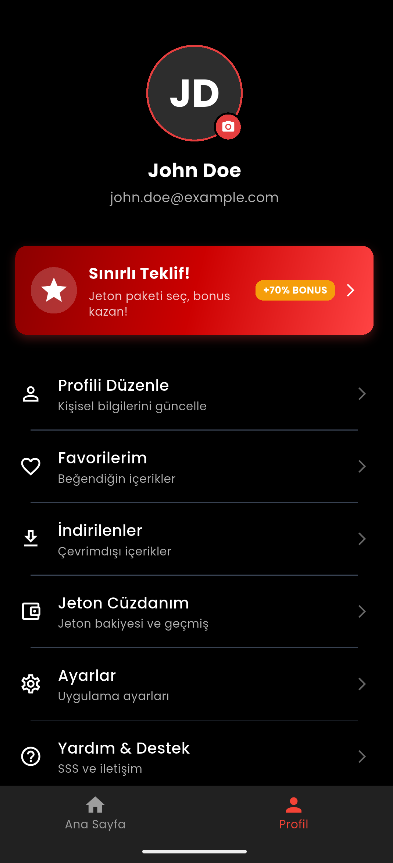 JD
John Doe
john.doe@example.com
Sınırlı Teklif!
Jeton paketi seç, bonus
kazan!
+70% BONUS
Profili Düzenle
Kişisel bilgilerini güncelle
Favorilerim
Beğendiğin içerikler
İndirilenler
Çevrimdışı içerikler
Jeton Cüzdanım
Jeton bakiyesi ve geçmiş
Ayarlar
Uygulama ayarları
Yardım & Destek
SSS ve iletişim
Ana Sayfa
Profil